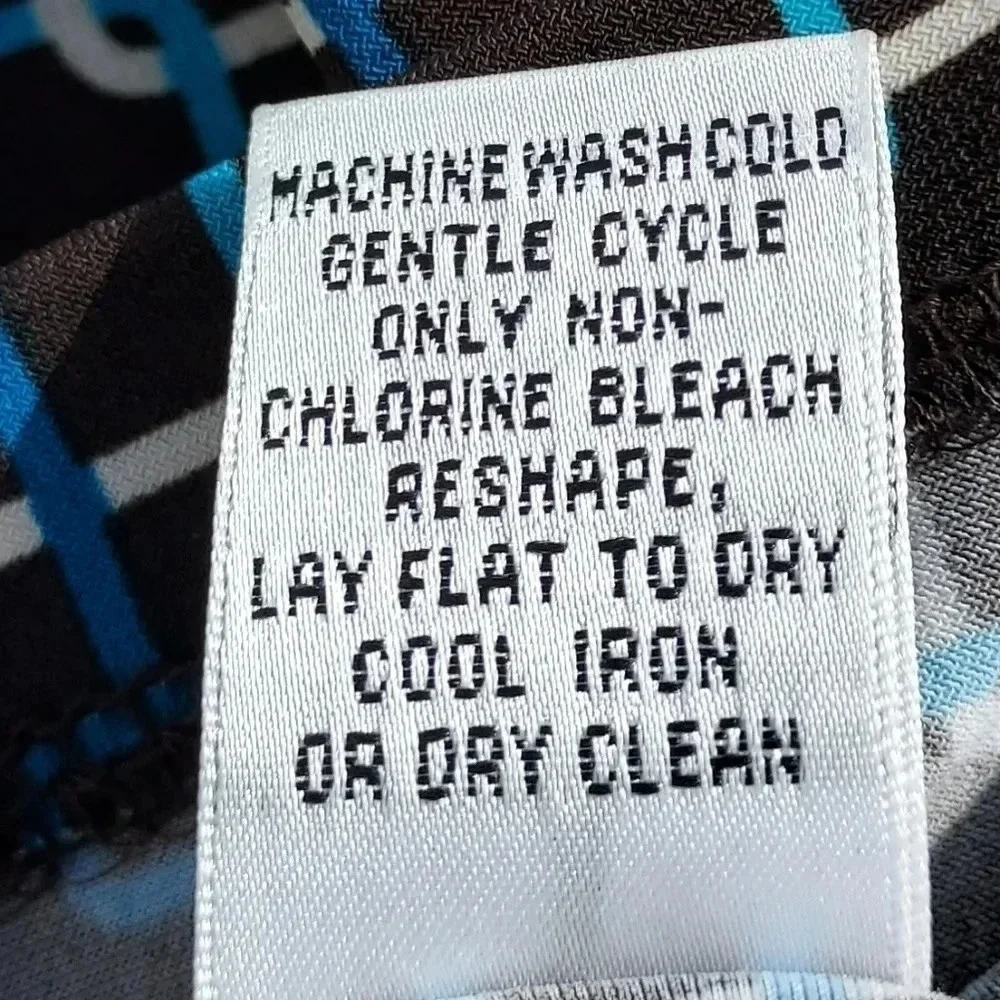 MACHINE WASH COLD
GENTLE CYCLE
ONLY NON-
CHLORINE BLEACH
RESHAPE,
LAY FLAT TO DRY
COOL IRON
OR DRY CLEAN